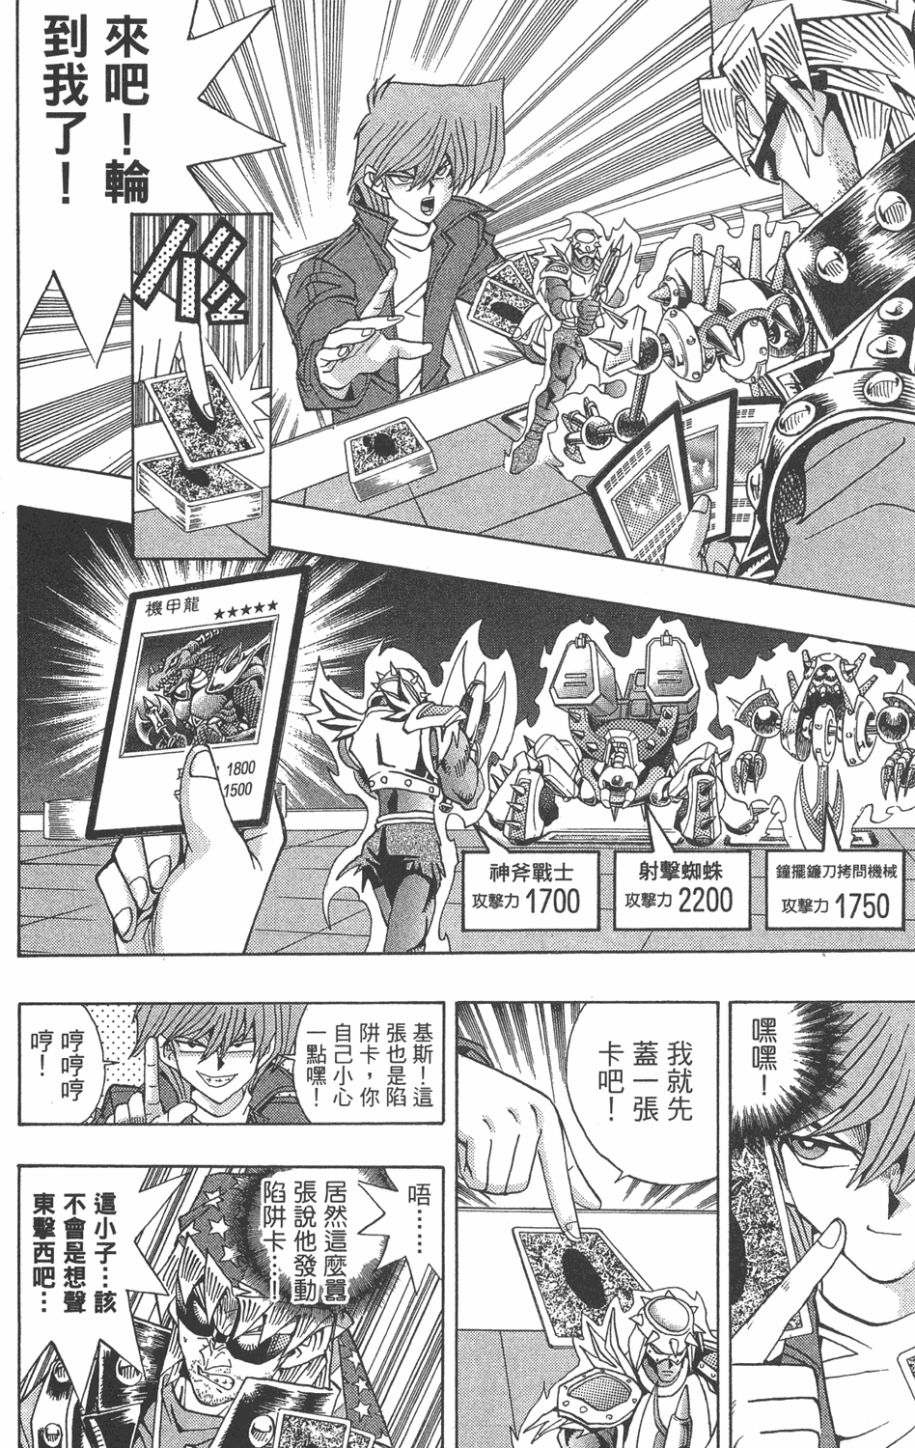 來吧！輪
到我了！
機甲龍
1800
1500
神斧戰士
攻擊力 1700
射擊蜘蛛
攻擊力 2200
鐘擺鐮刀拷問機械
攻擊力 1750
嘿嘿！
我就先
蓋一張
卡吧！
基斯！這
張也是陷
阱卡，你
自己小心
一點嘿！
哼哼哼
哼！
唔……
居然這麼囂
張說他發動
陷阱卡…！
這小子…該
不會是想聲
東擊西吧…